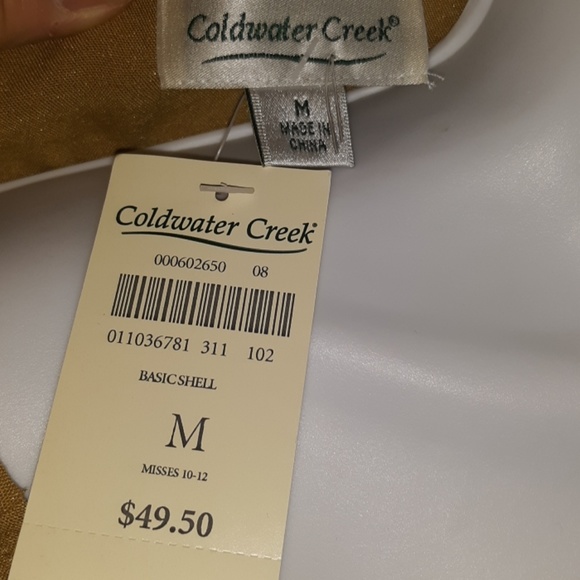 Coldwater Creek®
M
MADE IN
CHINA
Coldwater Creek®
000602650 08
011036781 311 102
BASIC SHELL
M
MISSES 10-12
$49.50